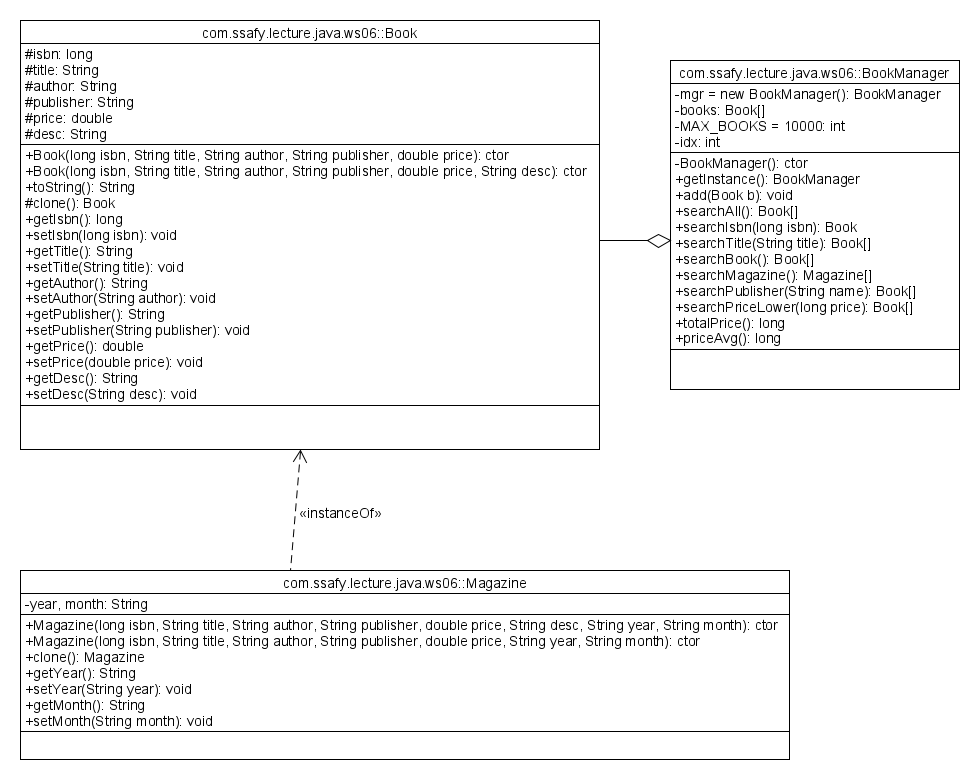 com.ssafy.lecture.java.ws06::Book
#isbn: long
#title: String
#author: String
#publisher: String
#price: double
#desc: String
+Book(long isbn, String title, String author, String publisher, double price): ctor
+Book(long isbn, String title, String author, String publisher, double price, String desc): ctor
+toString(): String
#clone(): Book
+getIsbn(): long
+setIsbn(long isbn): void
+getTitle(): String
+setTitle(String title): void
+getAuthor(): String
+setAuthor(String author): void
+getPublisher(): String
+setPublisher(String publisher): void
+getPrice(): double
+setPrice(double price): void
+getDesc(): String
+setDesc(String desc): void
com.ssafy.lecture.java.ws06::BookManager
-mgr = new BookManager(): BookManager
-books: Book[]
-MAX_BOOKS = 10000: int
-idx: int
-BookManager(): ctor
+getInstance(): BookManager
+add(Book b): void
+searchAll(): Book[]
+searchIsbn(long isbn): Book
+searchTitle(String title): Book[]
+searchBook(): Book[]
+searchMagazine(): Magazine[]
+searchPublisher(String name): Book[]
+searchPriceLower(long price): Book[]
+totalPrice(): long
+priceAvg(): long
«instanceOf»
com.ssafy.lecture.java.ws06::Magazine
-year, month: String
+Magazine(long isbn, String title, String author, String publisher, double price, String desc, String year, String month): ctor
+Magazine(long isbn, String title, String author, String publisher, double price, String year, String month): ctor
+clone(): Magazine
+getYear(): String
+setYear(String year): void
+getMonth(): String
+setMonth(String month): void